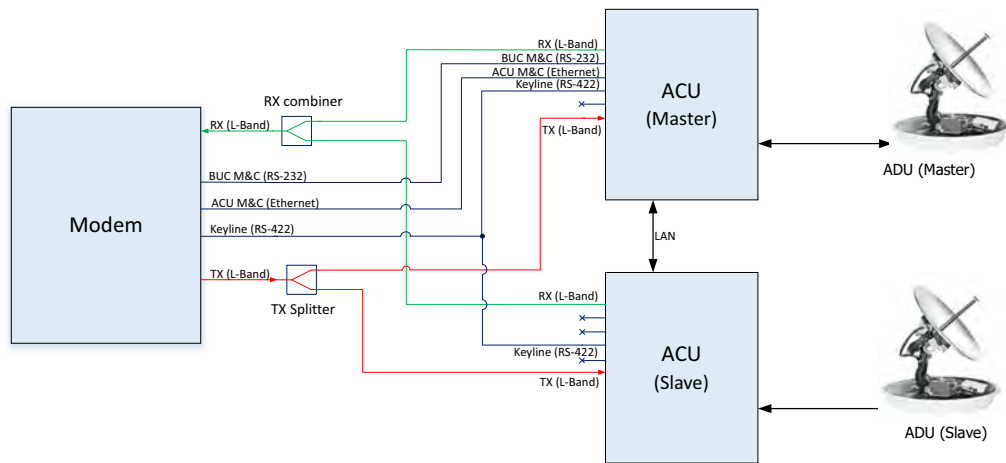 RX (L-Band)
BUC M&C (RS-232)
ACU M&C (Ethernet)
Keyline (RS-422)
TX (L-Band)
ACU
(Master)
ADU (Master)
RX combiner
RX (L-Band)
Modem
BUC M&C (RS-232)
ACU M&C (Ethernet)
Keyline (RS-422)
TX (L-Band)
TX Splitter
LAN
RX (L-Band)
Keyline (RS-422)
TX (L-Band)
ACU
(Slave)
ADU (Slave)